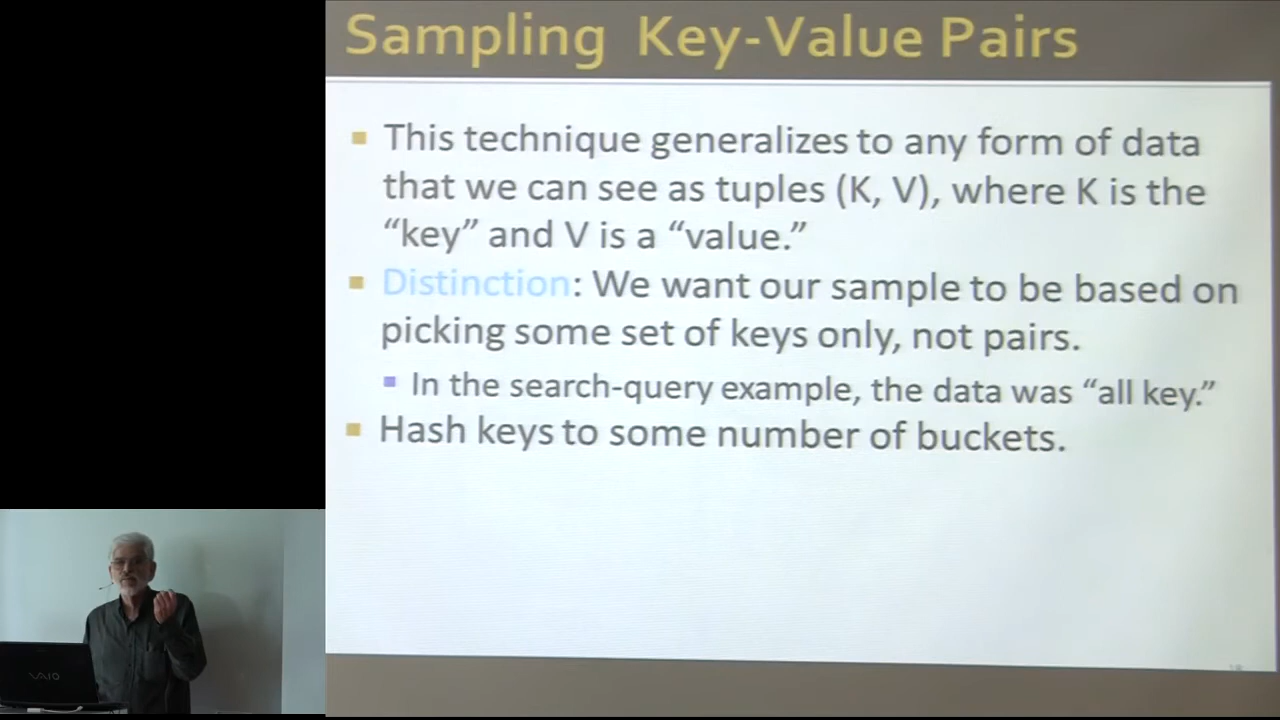 Sampling Key-Value Pairs
This technique generalizes to any form of data
that we can see as tuples (K, V), where K is the
“key” and V is a “value.”
Distinction: We want our sample to be based on
picking some set of keys only, not pairs.
In the search-query example, the data was “all key.”
Hash keys to some number of buckets.
VAIO